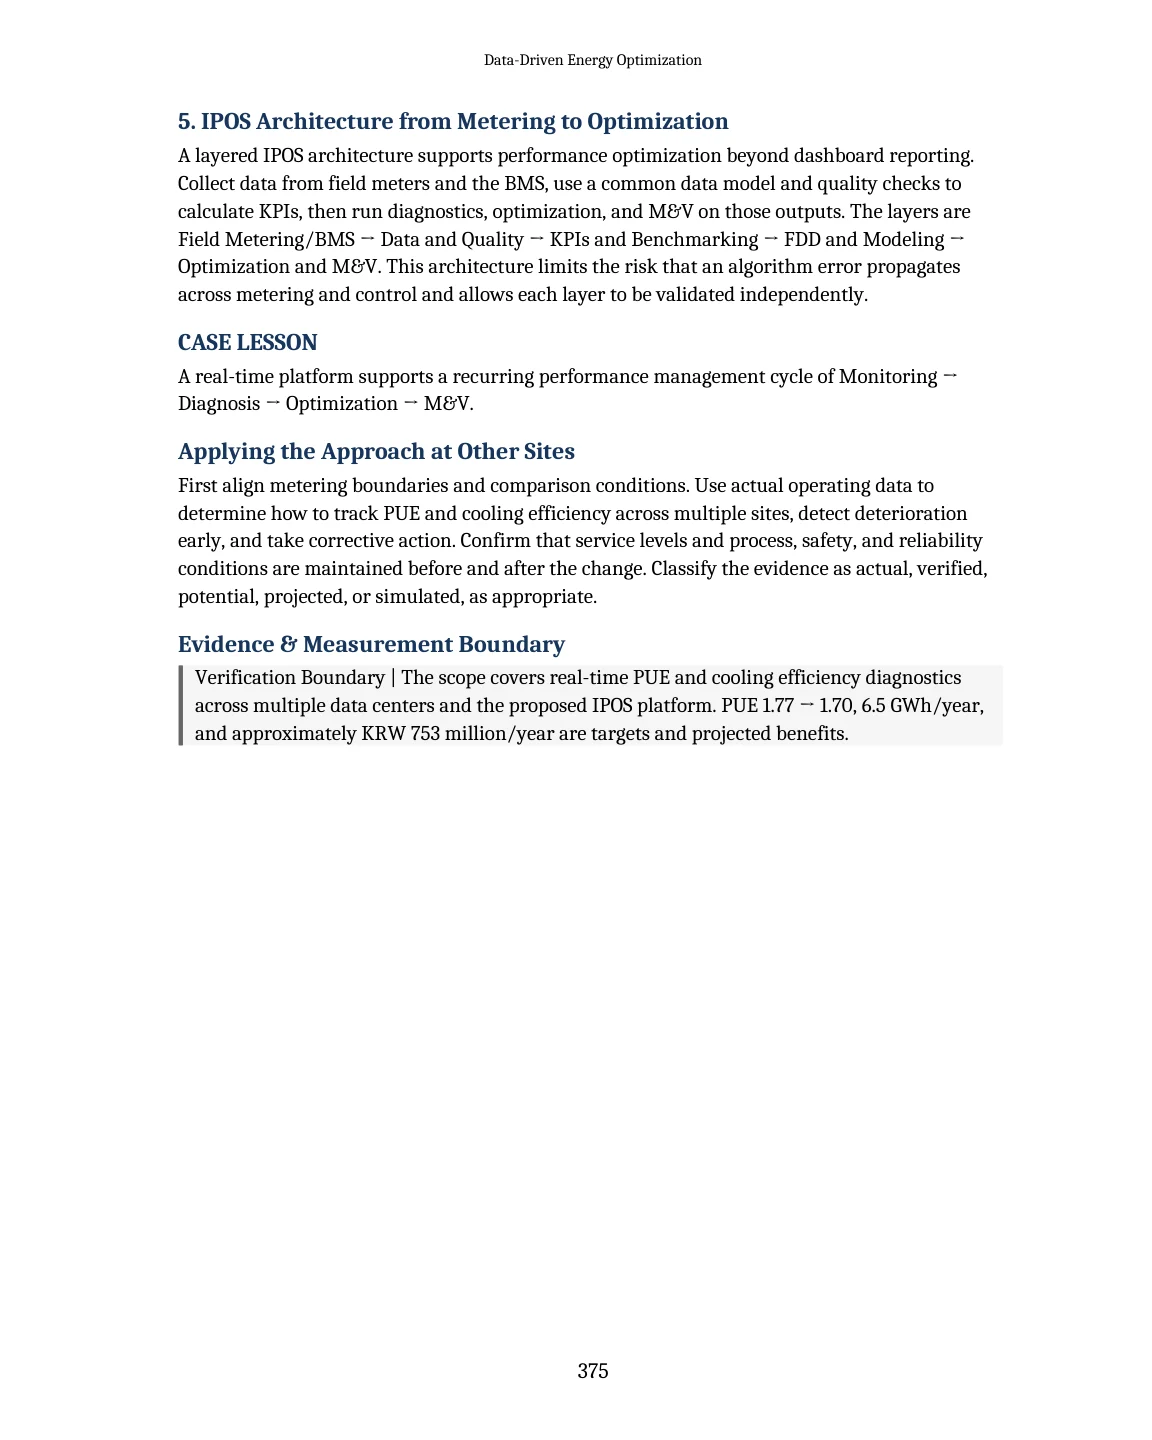 Data-Driven Energy Optimization
5. IPOS Architecture from Metering to Optimization
A layered IPOS architecture supports performance optimization beyond dashboard reporting.
Collect data from field meters and the BMS, use a common data model and quality checks to
calculate KPIs, then run diagnostics, optimization, and M&V on those outputs. The layers are
Field Metering/BMS → Data and Quality → KPIs and Benchmarking → FDD and Modeling →
Optimization and M&V. This architecture limits the risk that an algorithm error propagates
across metering and control and allows each layer to be validated independently.
CASE LESSON
A real-time platform supports a recurring performance management cycle of Monitoring →
Diagnosis → Optimization → M&V.
Applying the Approach at Other Sites
First align metering boundaries and comparison conditions. Use actual operating data to
determine how to track PUE and cooling efficiency across multiple sites, detect deterioration
early, and take corrective action. Confirm that service levels and process, safety, and reliability
conditions are maintained before and after the change. Classify the evidence as actual, verified,
potential, projected, or simulated, as appropriate.
Evidence & Measurement Boundary
Verification Boundary | The scope covers real-time PUE and cooling efficiency diagnostics
across multiple data centers and the proposed IPOS platform. PUE 1.77 → 1.70, 6.5 GWh/year,
and approximately KRW 753 million/year are targets and projected benefits.
375